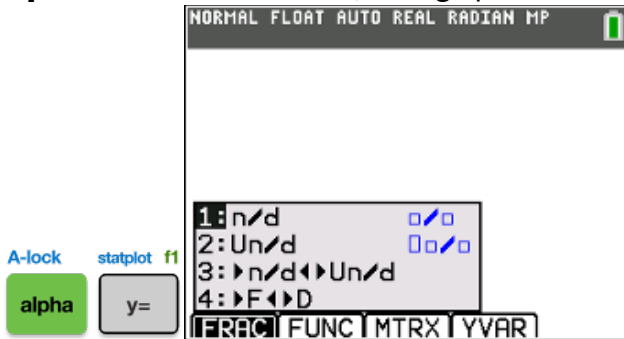 NORMAL FLOAT AUTO REAL RADIAN MP
1:n/d □/□
2:Un/d □□/□
3:▶n/d◀▶Un/d
4:▶F◀▶D
FRAC FUNC MTRX YVAR
A-lock statplot f1
alpha y=